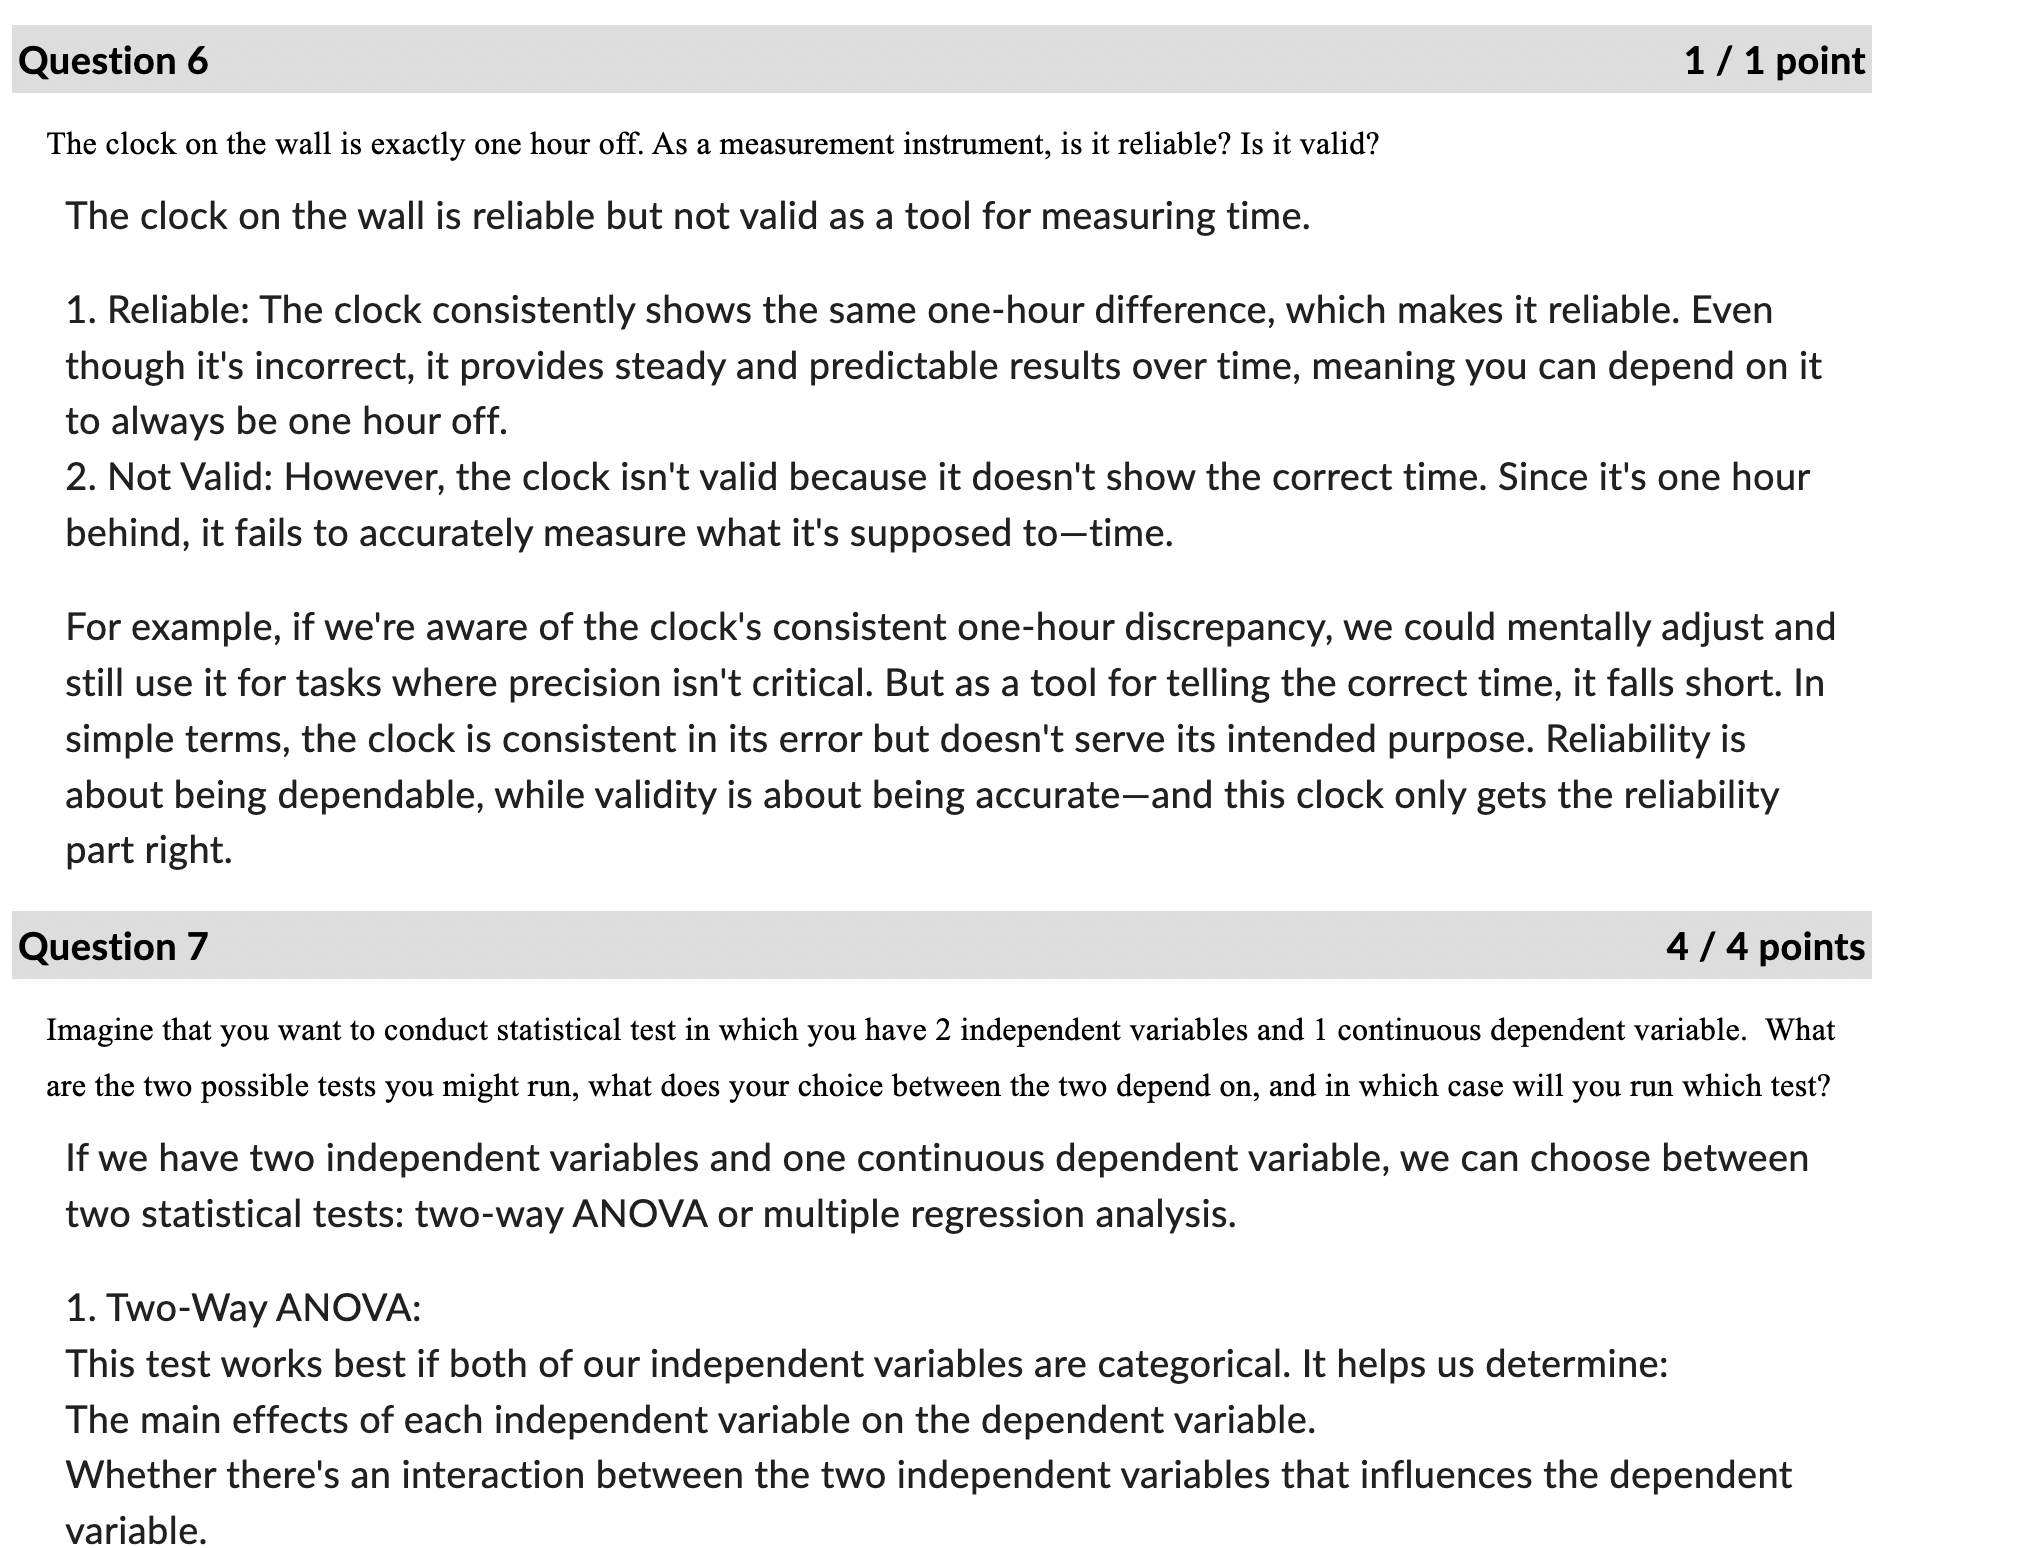 Question 6 1 / 1 point
The clock on the wall is exactly one hour off. As a measurement instrument, is it reliable? Is it valid?
The clock on the wall is reliable but not valid as a tool for measuring time.
1. Reliable: The clock consistently shows the same one-hour difference, which makes it reliable. Even
though it's incorrect, it provides steady and predictable results over time, meaning you can depend on it
to always be one hour off.
2. Not Valid: However, the clock isn't valid because it doesn't show the correct time. Since it's one hour
behind, it fails to accurately measure what it's supposed to—time.
For example, if we're aware of the clock's consistent one-hour discrepancy, we could mentally adjust and
still use it for tasks where precision isn't critical. But as a tool for telling the correct time, it falls short. In
simple terms, the clock is consistent in its error but doesn't serve its intended purpose. Reliability is
about being dependable, while validity is about being accurate—and this clock only gets the reliability
part right.
Question 7 4 / 4 points
Imagine that you want to conduct statistical test in which you have 2 independent variables and 1 continuous dependent variable.  What
are the two possible tests you might run, what does your choice between the two depend on, and in which case will you run which test?
If we have two independent variables and one continuous dependent variable, we can choose between
two statistical tests: two-way ANOVA or multiple regression analysis.
1. Two-Way ANOVA:
This test works best if both of our independent variables are categorical. It helps us determine:
The main effects of each independent variable on the dependent variable.
Whether there's an interaction between the two independent variables that influences the dependent
variable.